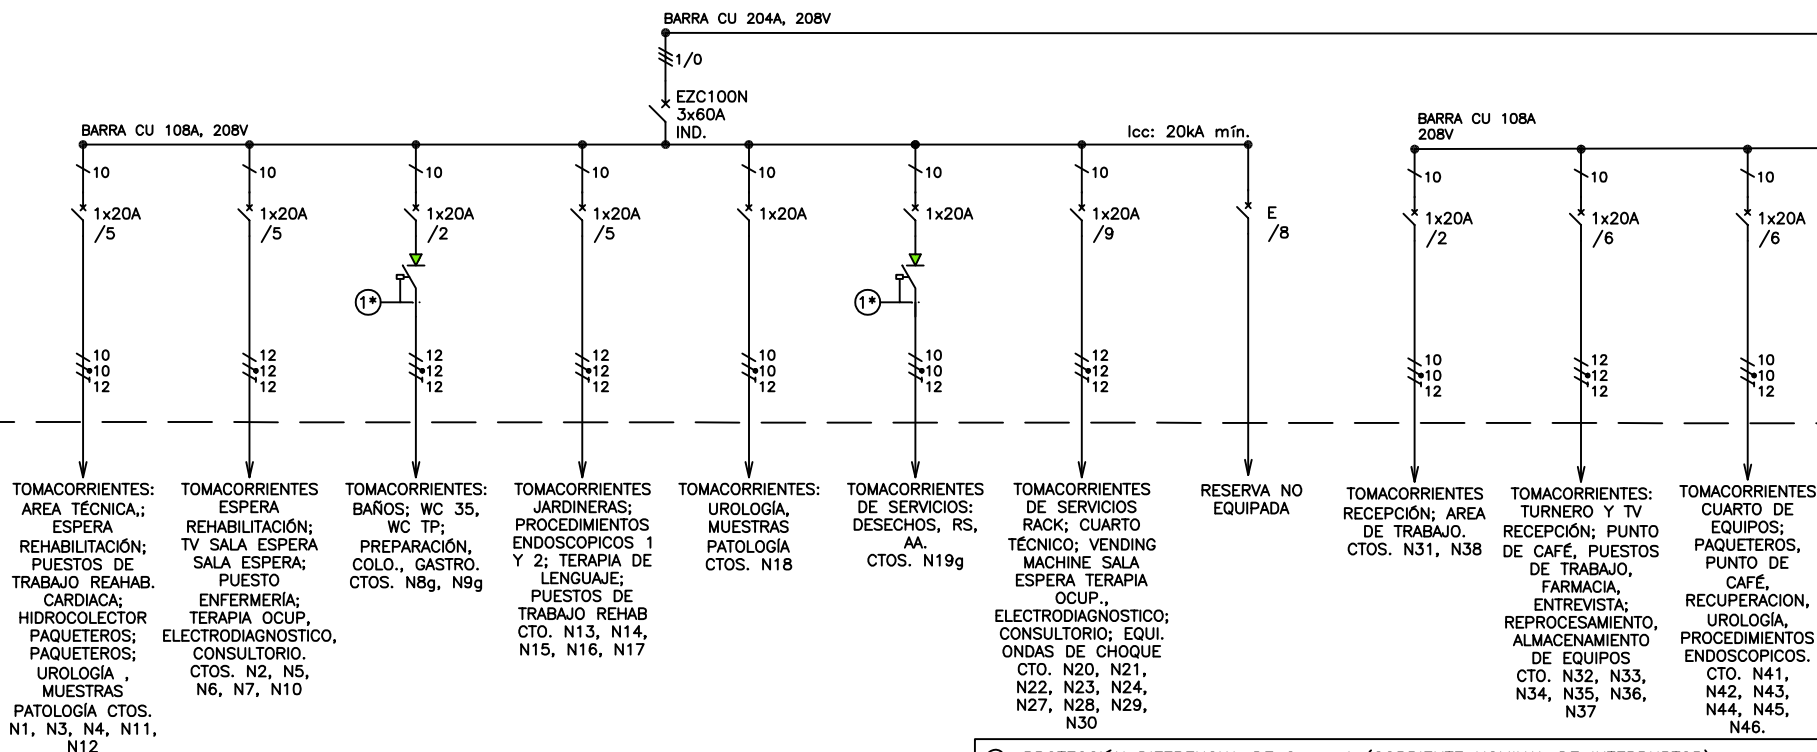 BARRA CU 204A, 208V
1/0
EZC100N
3x60A
IND.
BARRA CU 108A, 208V
Icc: 20kA mín.
BARRA CU 108A
208V
10
10
10
10
10
10
10
10
10
10
1x20A
/5
1x20A
/5
1x20A
/2
1x20A
/5
1x20A
1x20A
1x20A
/9
E
/8
1x20A
/2
1x20A
/6
1x20A
/6
1*
1*
10
10
12
12
12
12
12
12
12
12
12
12
10
10
12
10
10
12
12
12
12
10
10
12
12
12
12
10
10
12
TOMACORRIENTES:
AREA TÉCNICA,;
ESPERA
REHABILITACIÓN;
PUESTOS DE
TRABAJO REAHAB.
CARDIACA;
HIDROCOLECTOR
PAQUETEROS;
PAQUETEROS;
UROLOGÍA ,
MUESTRAS
PATOLOGÍA CTOS.
N1, N3, N4, N11,
N12
TOMACORRIENTES
ESPERA
REHABILITACIÓN;
TV SALA ESPERA
SALA ESPERA;
PUESTO
ENFERMERÍA;
TERAPIA OCUP,
ELECTRODIAGNOSTICO,
CONSULTORIO.
CTOS. N2, N5,
N6, N7, N10
TOMACORRIENTES:
BAÑOS; WC 35,
WC TP;
PREPARACIÓN,
COLO., GASTRO.
CTOS. N8g, N9g
TOMACORRIENTES
JARDINERAS;
PROCEDIMIENTOS
ENDOSCOPICOS 1
Y 2; TERAPIA DE
LENGUAJE;
PUESTOS DE
TRABAJO REHAB
CTO. N13, N14,
N15, N16, N17
TOMACORRIENTES:
UROLOGÍA,
MUESTRAS
PATOLOGÍA
CTOS. N18
TOMACORRIENTES
DE SERVICIOS:
DESECHOS, RS,
AA.
CTOS. N19g
TOMACORRIENTES
DE SERVICIOS
RACK; CUARTO
TÉCNICO; VENDING
MACHINE SALA
ESPERA TERAPIA
OCUP.,
ELECTRODIAGNOSTICO;
CONSULTORIO; EQUI.
ONDAS DE CHOQUE
CTO. N20, N21,
N22, N23, N24,
N27, N28, N29,
N30
RESERVA NO
EQUIPADA
TOMACORRIENTES
RECEPCIÓN; AREA
DE TRABAJO.
CTOS. N31, N38
TOMACORRIENTES:
TURNERO Y TV
RECEPCIÓN; PUNTO
DE CAFÉ, PUESTOS
DE TRABAJO,
FARMACIA,
ENTREVISTA;
REPROCESAMIENTO,
ALMACENAMIENTO
DE EQUIPOS
CTO. N32, N33,
N34, N35, N36,
N37
TOMACORRIENTES
CUARTO DE
EQUIPOS;
PAQUETEROS,
PUNTO DE
CAFÉ,
RECUPERACION,
UROLOGÍA,
PROCEDIMIENTOS
ENDOSCOPICOS.
CTO. N41,
N42, N43,
N44, N45,
N46.